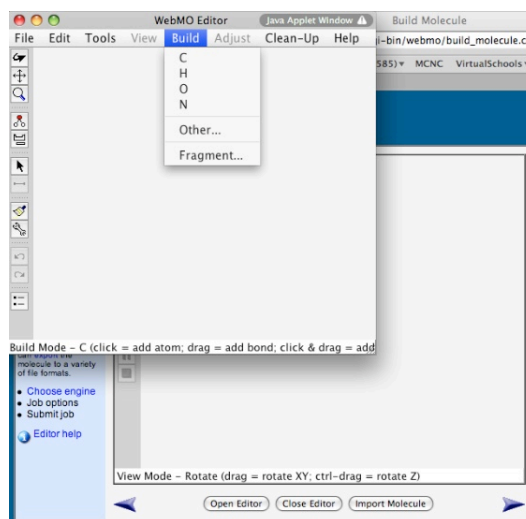 WebMO Editor
Java Applet Window
Build Molecule
File Edit Tools View Build Adjust Clean-Up Help
i-bin/webmo/build_molecule.c
585) MCNC VirtualSchools
C
H
O
N
Other...
Fragment...
Build Mode - C (click = add atom; drag = add bond; click & drag = add
can export the
molecule to a variety
of file formats.
Choose engine
Job options
Submit job
Editor help
View Mode - Rotate (drag = rotate XY; ctrl-drag = rotate Z)
Open Editor Close Editor Import Molecule